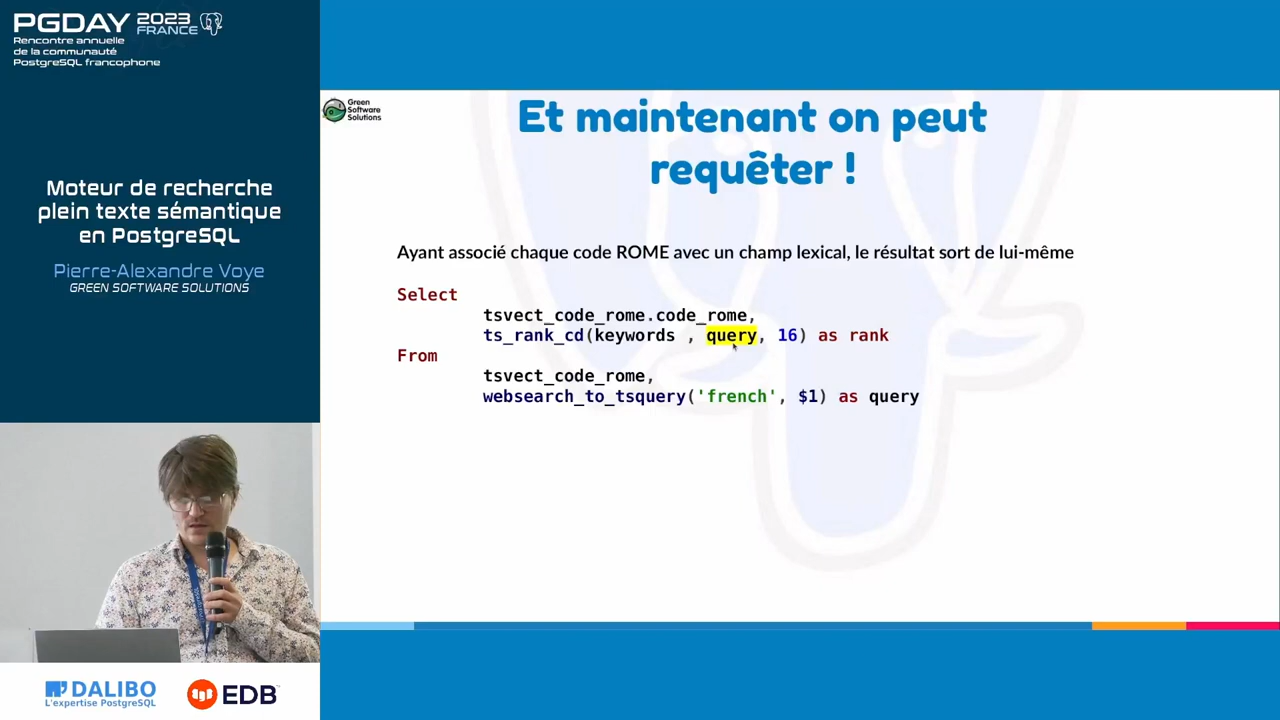 PGDAY 2023 FRANCE
Rencontre annuelle
de la communauté
PostgreSQL francophone
Moteur de recherche
plein texte sémantique
en PostgreSQL
Pierre-Alexandre Voye
GREEN SOFTWARE SOLUTIONS
DALIBO
L'expertise PostgreSQL
EDB
Green
Software
Solutions
Et maintenant on peut
requêter !
Ayant associé chaque code ROME avec un champ lexical, le résultat sort de lui-même
Select
tsvect_code_rome.code_rome,
ts_rank_cd(keywords , query, 16) as rank
From
tsvect_code_rome,
websearch_to_tsquery('french', $1) as query